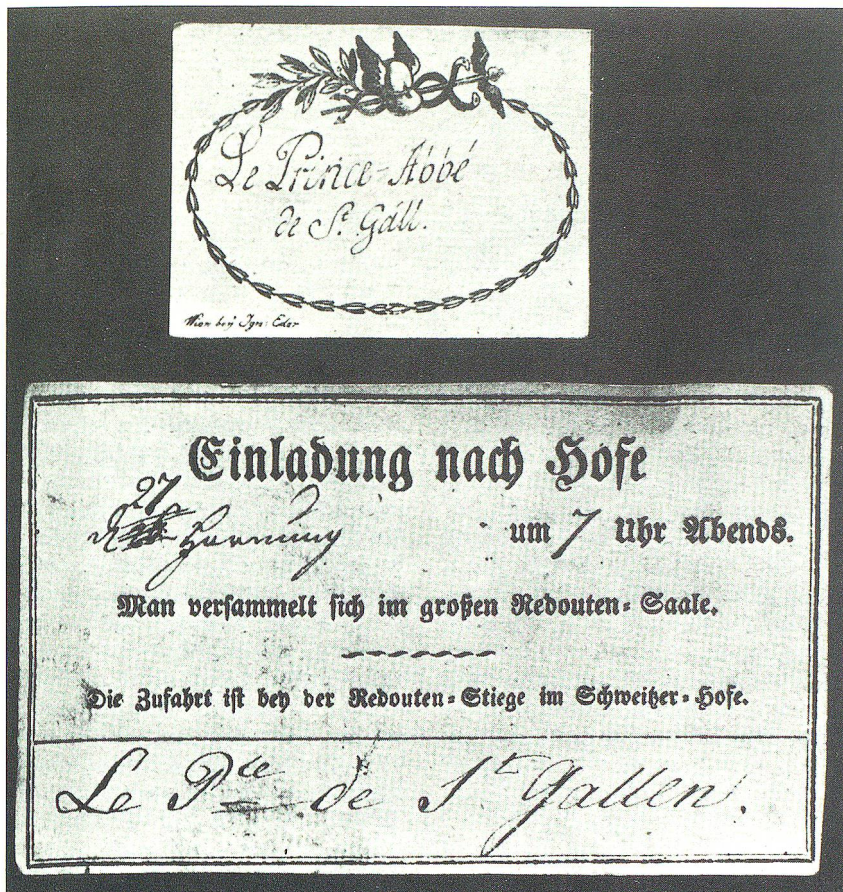 Le Prince=Abbé
de St. Gall.
Wien bey Ign: Eder
Einladung nach Hofe
27
Hornung um 7 Uhr Abends.
Man versammelt sich im großen Redouten=Saale.
Die Zufahrt ist bey der Redouten=Stiege im Schweitzer=Hofe.
Le Pce de St Gallen.